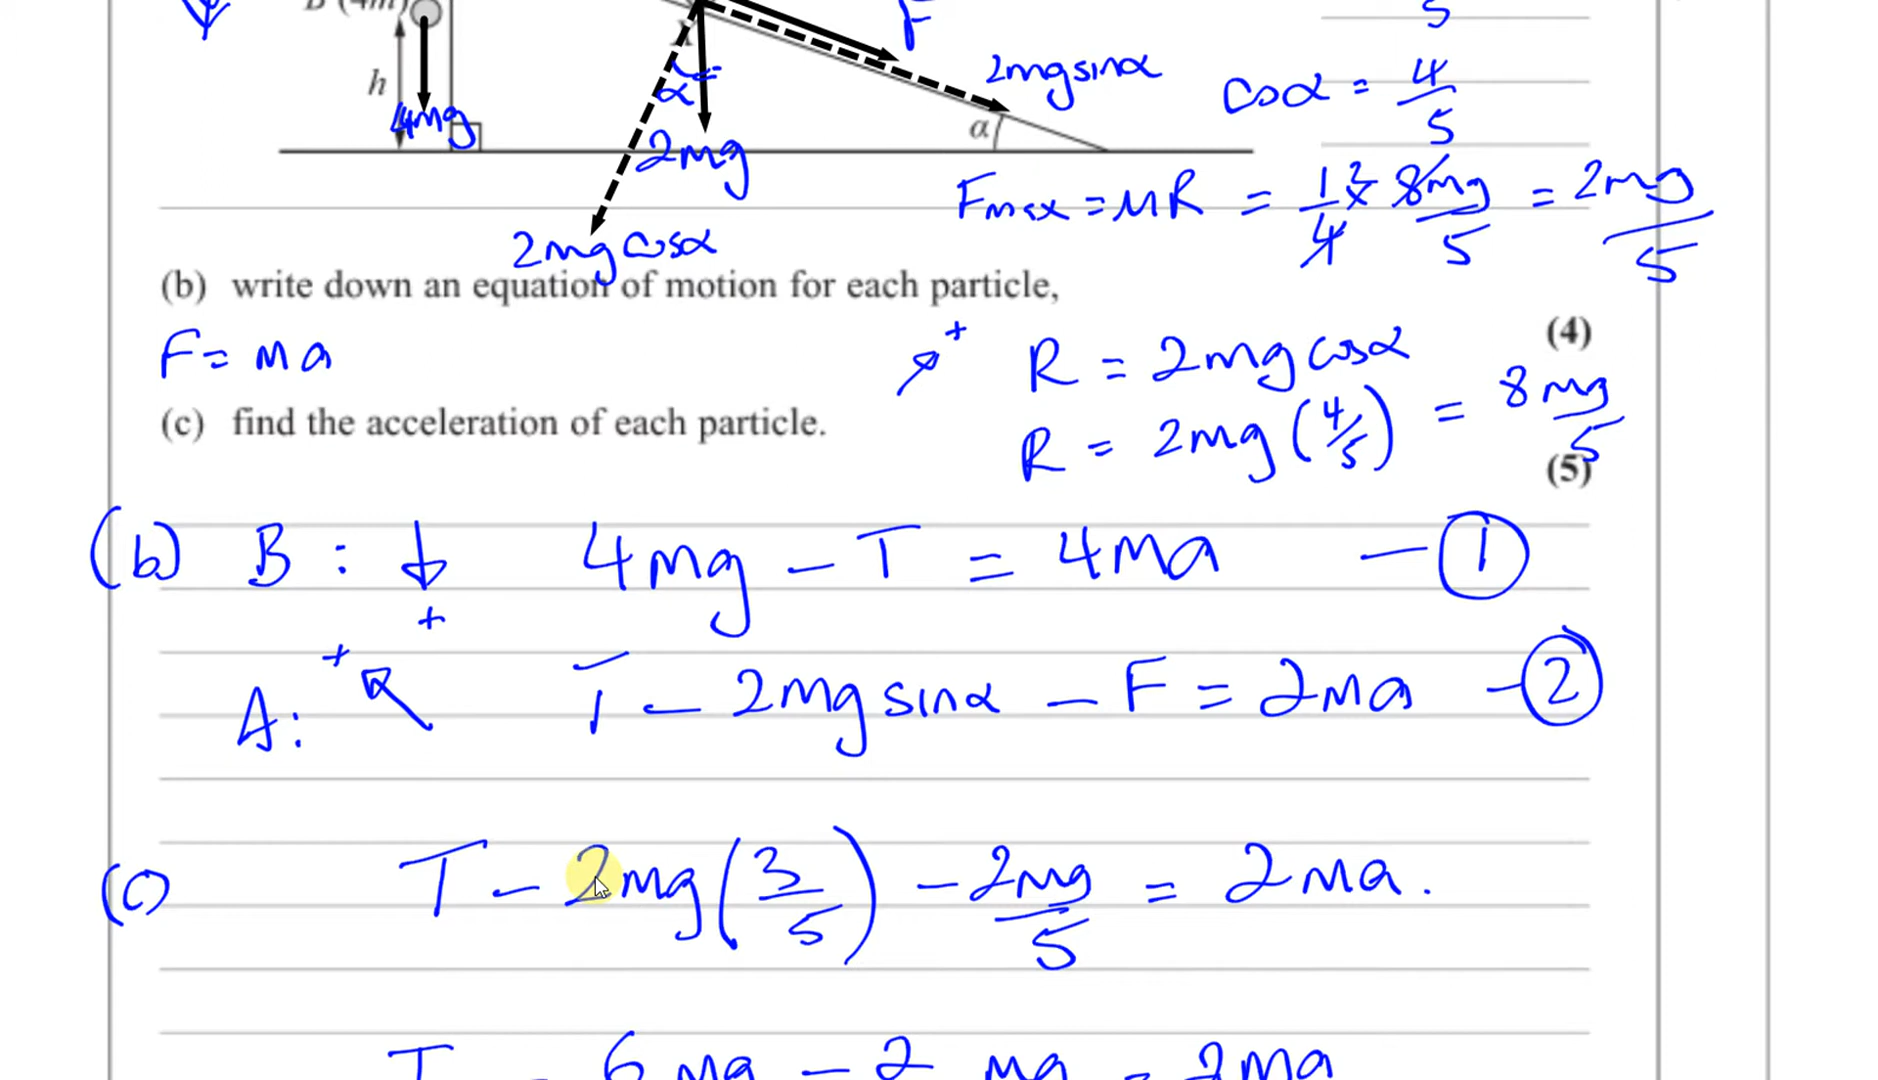 B (4m)
F
5
h
α
2mgsinα
cosα = 4/5
4mg
2mg
α
Fmax = μR = 1/4 × 8mg/5 = 2mg/5
2
2mgcosα
(b) write down an equation of motion for each particle,
(4)
F = ma
+
R = 2mgcosα
(c) find the acceleration of each particle.
R = 2mg(4/5) = 8mg/5
(5)
(b) B : 4mg - T = 4ma - 1
+
A: + T - 2mgsinα - F = 2ma - 2
(c) T - 2mg(3/5) - 2mg/5 = 2ma.